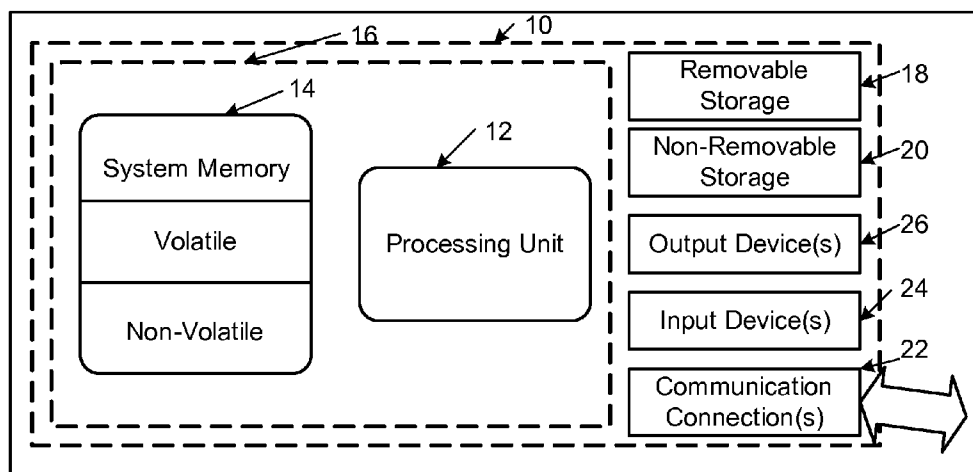 10
16
14
System Memory
Volatile
Non-Volatile
12
Processing Unit
Removable
Storage
18
Non-Removable
Storage
20
Output Device(s)
26
Input Device(s)
24
Communication
Connection(s)
22